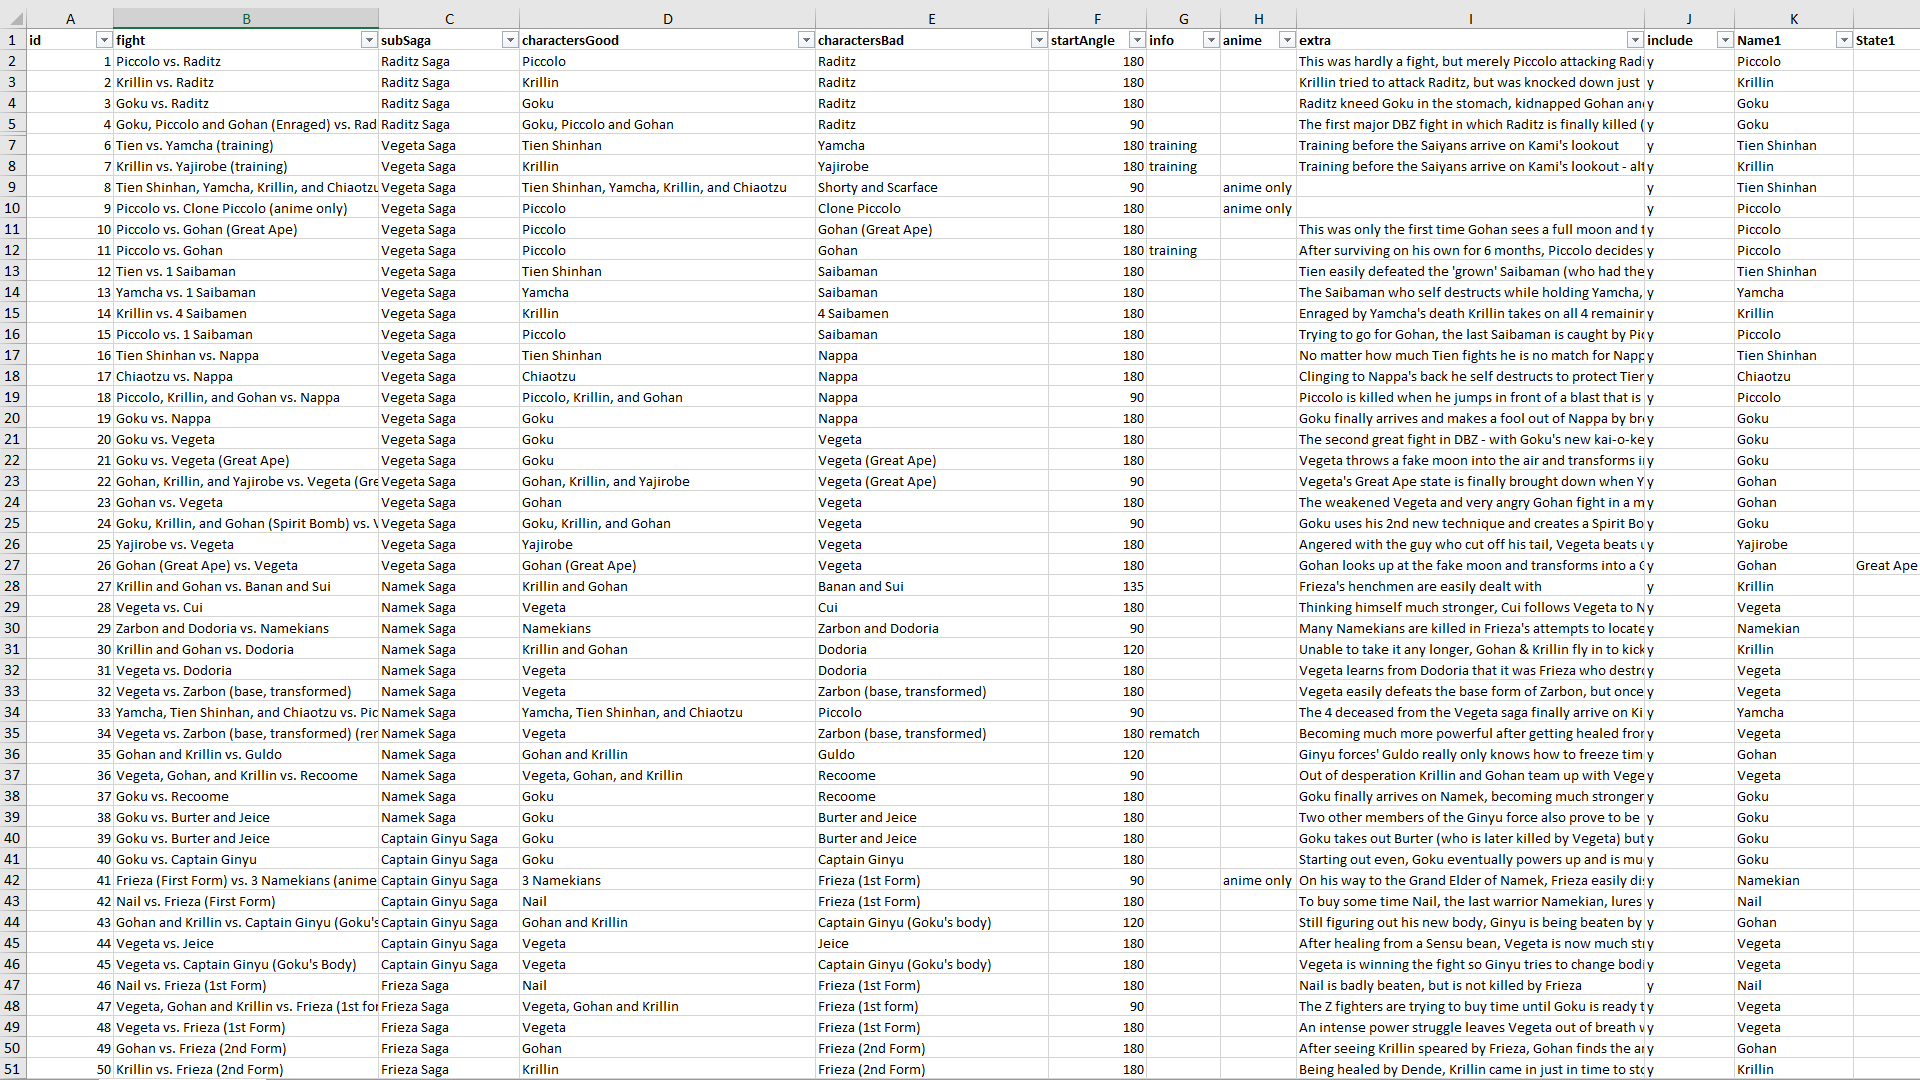 A B C D E F G H I J K
1 id fight subSaga charactersGood charactersBad startAngle info anime extra include Name1 State1
2 1 Piccolo vs. Raditz Raditz Saga Piccolo Raditz 180 This was hardly a fight, but merely Piccolo attacking Radi y Piccolo
3 2 Krillin vs. Raditz Raditz Saga Krillin Raditz 180 Krillin tried to attack Raditz, but was knocked down just y Krillin
4 3 Goku vs. Raditz Raditz Saga Goku Raditz 180 Raditz kneed Goku in the stomach, kidnapped Gohan an y Goku
5 4 Goku, Piccolo and Gohan (Enraged) vs. Rad Raditz Saga Goku, Piccolo and Gohan Raditz 90 The first major DBZ fight in which Raditz is finally killed ( y Goku
7 6 Tien vs. Yamcha (training) Vegeta Saga Tien Shinhan Yamcha 180 training Training before the Saiyans arrive on Kami's lookout y Tien Shinhan
8 7 Krillin vs. Yajirobe (training) Vegeta Saga Krillin Yajirobe 180 training Training before the Saiyans arrive on Kami's lookout - alt y Krillin
9 8 Tien Shinhan, Yamcha, Krillin, and Chiaotzu Vegeta Saga Tien Shinhan, Yamcha, Krillin, and Chiaotzu Shorty and Scarface 90 anime only y Tien Shinhan
10 9 Piccolo vs. Clone Piccolo (anime only) Vegeta Saga Piccolo Clone Piccolo 180 anime only y Piccolo
11 10 Piccolo vs. Gohan (Great Ape) Vegeta Saga Piccolo Gohan (Great Ape) 180 This was only the first time Gohan sees a full moon and t y Piccolo
12 11 Piccolo vs. Gohan Vegeta Saga Piccolo Gohan 180 training After surviving on his own for 6 months, Piccolo decides y Piccolo
13 12 Tien vs. 1 Saibaman Vegeta Saga Tien Shinhan Saibaman 180 Tien easily defeated the 'grown' Saibaman (who had the y Tien Shinhan
14 13 Yamcha vs. 1 Saibaman Vegeta Saga Yamcha Saibaman 180 The Saibaman who self destructs while holding Yamcha, y Yamcha
15 14 Krillin vs. 4 Saibamen Vegeta Saga Krillin 4 Saibamen 180 Enraged by Yamcha's death Krillin takes on all 4 remainin y Krillin
16 15 Piccolo vs. 1 Saibaman Vegeta Saga Piccolo Saibaman 180 Trying to go for Gohan, the last Saibaman is caught by Pi y Piccolo
17 16 Tien Shinhan vs. Nappa Vegeta Saga Tien Shinhan Nappa 180 No matter how much Tien fights he is no match for Napp y Tien Shinhan
18 17 Chiaotzu vs. Nappa Vegeta Saga Chiaotzu Nappa 180 Clinging to Nappa's back he self destructs to protect Tien y Chiaotzu
19 18 Piccolo, Krillin, and Gohan vs. Nappa Vegeta Saga Piccolo, Krillin, and Gohan Nappa 90 Piccolo is killed when he jumps in front of a blast that is y Piccolo
20 19 Goku vs. Nappa Vegeta Saga Goku Nappa 180 Goku finally arrives and makes a fool out of Nappa by br y Goku
21 20 Goku vs. Vegeta Vegeta Saga Goku Vegeta 180 The second great fight in DBZ - with Goku's new kai-o-ke y Goku
22 21 Goku vs. Vegeta (Great Ape) Vegeta Saga Goku Vegeta (Great Ape) 180 Vegeta throws a fake moon into the air and transforms i y Goku
23 22 Gohan, Krillin, and Yajirobe vs. Vegeta (Gre Vegeta Saga Gohan, Krillin, and Yajirobe Vegeta (Great Ape) 90 Vegeta's Great Ape state is finally brought down when Y y Gohan
24 23 Gohan vs. Vegeta Vegeta Saga Gohan Vegeta 180 The weakened Vegeta and very angry Gohan fight in a m y Gohan
25 24 Goku, Krillin, and Gohan (Spirit Bomb) vs. V Vegeta Saga Goku, Krillin, and Gohan Vegeta 90 Goku uses his 2nd new technique and creates a Spirit Bo y Goku
26 25 Yajirobe vs. Vegeta Vegeta Saga Yajirobe Vegeta 180 Angered with the guy who cut off his tail, Vegeta beats u y Yajirobe
27 26 Gohan (Great Ape) vs. Vegeta Vegeta Saga Gohan (Great Ape) Vegeta 180 Gohan looks up at the fake moon and transforms into a G y Gohan Great Ape
28 27 Krillin and Gohan vs. Banan and Sui Namek Saga Krillin and Gohan Banan and Sui 135 Frieza's henchmen are easily dealt with y Krillin
29 28 Vegeta vs. Cui Namek Saga Vegeta Cui 180 Thinking himself much stronger, Cui follows Vegeta to N y Vegeta
30 29 Zarbon and Dodoria vs. Namekians Namek Saga Namekians Zarbon and Dodoria 90 Many Namekians are killed in Frieza's attempts to locate y Namekian
31 30 Krillin and Gohan vs. Dodoria Namek Saga Krillin and Gohan Dodoria 120 Unable to take it any longer, Gohan & Krillin fly in to kick y Krillin
32 31 Vegeta vs. Dodoria Namek Saga Vegeta Dodoria 180 Vegeta learns from Dodoria that it was Frieza who destr y Vegeta
33 32 Vegeta vs. Zarbon (base, transformed) Namek Saga Vegeta Zarbon (base, transformed) 180 Vegeta easily defeats the base form of Zarbon, but once y Vegeta
34 33 Yamcha, Tien Shinhan, and Chiaotzu vs. Pic Namek Saga Yamcha, Tien Shinhan, and Chiaotzu Piccolo 90 The 4 deceased from the Vegeta saga finally arrive on Ki y Yamcha
35 34 Vegeta vs. Zarbon (base, transformed) (rer Namek Saga Vegeta Zarbon (base, transformed) 180 rematch Becoming much more powerful after getting healed fror y Vegeta
36 35 Gohan and Krillin vs. Guldo Namek Saga Gohan and Krillin Guldo 120 Ginyu forces' Guldo really only knows how to freeze tim y Gohan
37 36 Vegeta, Gohan, and Krillin vs. Recoome Namek Saga Vegeta, Gohan, and Krillin Recoome 90 Out of desperation Krillin and Gohan team up with Vege y Vegeta
38 37 Goku vs. Recoome Namek Saga Goku Recoome 180 Goku finally arrives on Namek, becoming much stronger y Goku
39 38 Goku vs. Burter and Jeice Namek Saga Goku Burter and Jeice 180 Two other members of the Ginyu force also prove to be y Goku
40 39 Goku vs. Burter and Jeice Captain Ginyu Saga Goku Burter and Jeice 180 Goku takes out Burter (who is later killed by Vegeta) but y Goku
41 40 Goku vs. Captain Ginyu Captain Ginyu Saga Goku Captain Ginyu 180 Starting out even, Goku eventually powers up and is mu y Goku
42 41 Frieza (First Form) vs. 3 Namekians (anime Captain Ginyu Saga 3 Namekians Frieza (1st Form) 90 anime only On his way to the Grand Elder of Namek, Frieza easily di y Namekian
43 42 Nail vs. Frieza (First Form) Captain Ginyu Saga Nail Frieza (1st Form) 180 To buy some time Nail, the last warrior Namekian, lures y Nail
44 43 Gohan and Krillin vs. Captain Ginyu (Goku's Captain Ginyu Saga Gohan and Krillin Captain Ginyu (Goku's body) 120 Still figuring out his new body, Ginyu is being beaten by y Gohan
45 44 Vegeta vs. Jeice Captain Ginyu Saga Vegeta Jeice 180 After healing from a Sensu bean, Vegeta is now much st y Vegeta
46 45 Vegeta vs. Captain Ginyu (Goku's Body) Captain Ginyu Saga Vegeta Captain Ginyu (Goku's body) 180 Vegeta is winning the fight so Ginyu tries to change bodi y Vegeta
47 46 Nail vs. Frieza (1st Form) Frieza Saga Nail Frieza (1st Form) 180 Nail is badly beaten, but is not killed by Frieza y Nail
48 47 Vegeta, Gohan and Krillin vs. Frieza (1st for Frieza Saga Vegeta, Gohan and Krillin Frieza (1st form) 90 The Z fighters are trying to buy time until Goku is ready t y Vegeta
49 48 Vegeta vs. Frieza (1st Form) Frieza Saga Vegeta Frieza (1st Form) 180 An intense power struggle leaves Vegeta out of breath w y Vegeta
50 49 Gohan vs. Frieza (2nd Form) Frieza Saga Gohan Frieza (2nd Form) 180 After seeing Krillin speared by Frieza, Gohan finds the a y Gohan
51 50 Krillin vs. Frieza (2nd Form) Frieza Saga Krillin Frieza (2nd Form) 180 Being healed by Dende, Krillin came in just in time to st y Krillin